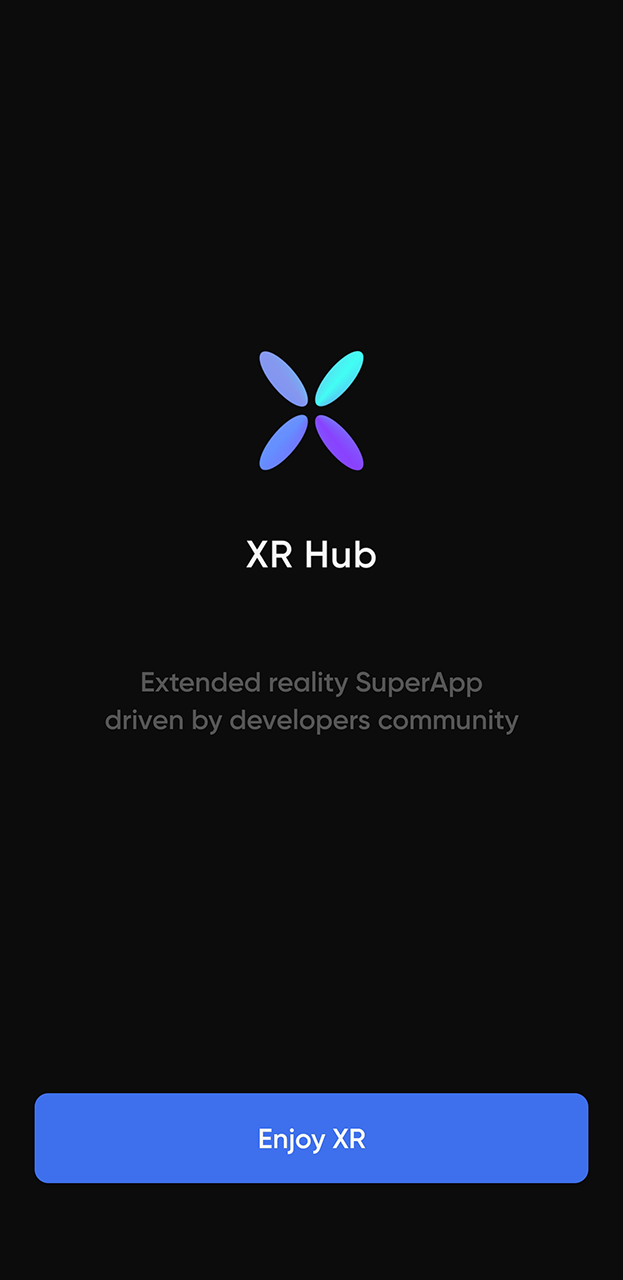 XR Hub
Extended reality SuperApp
driven by developers community
Enjoy XR